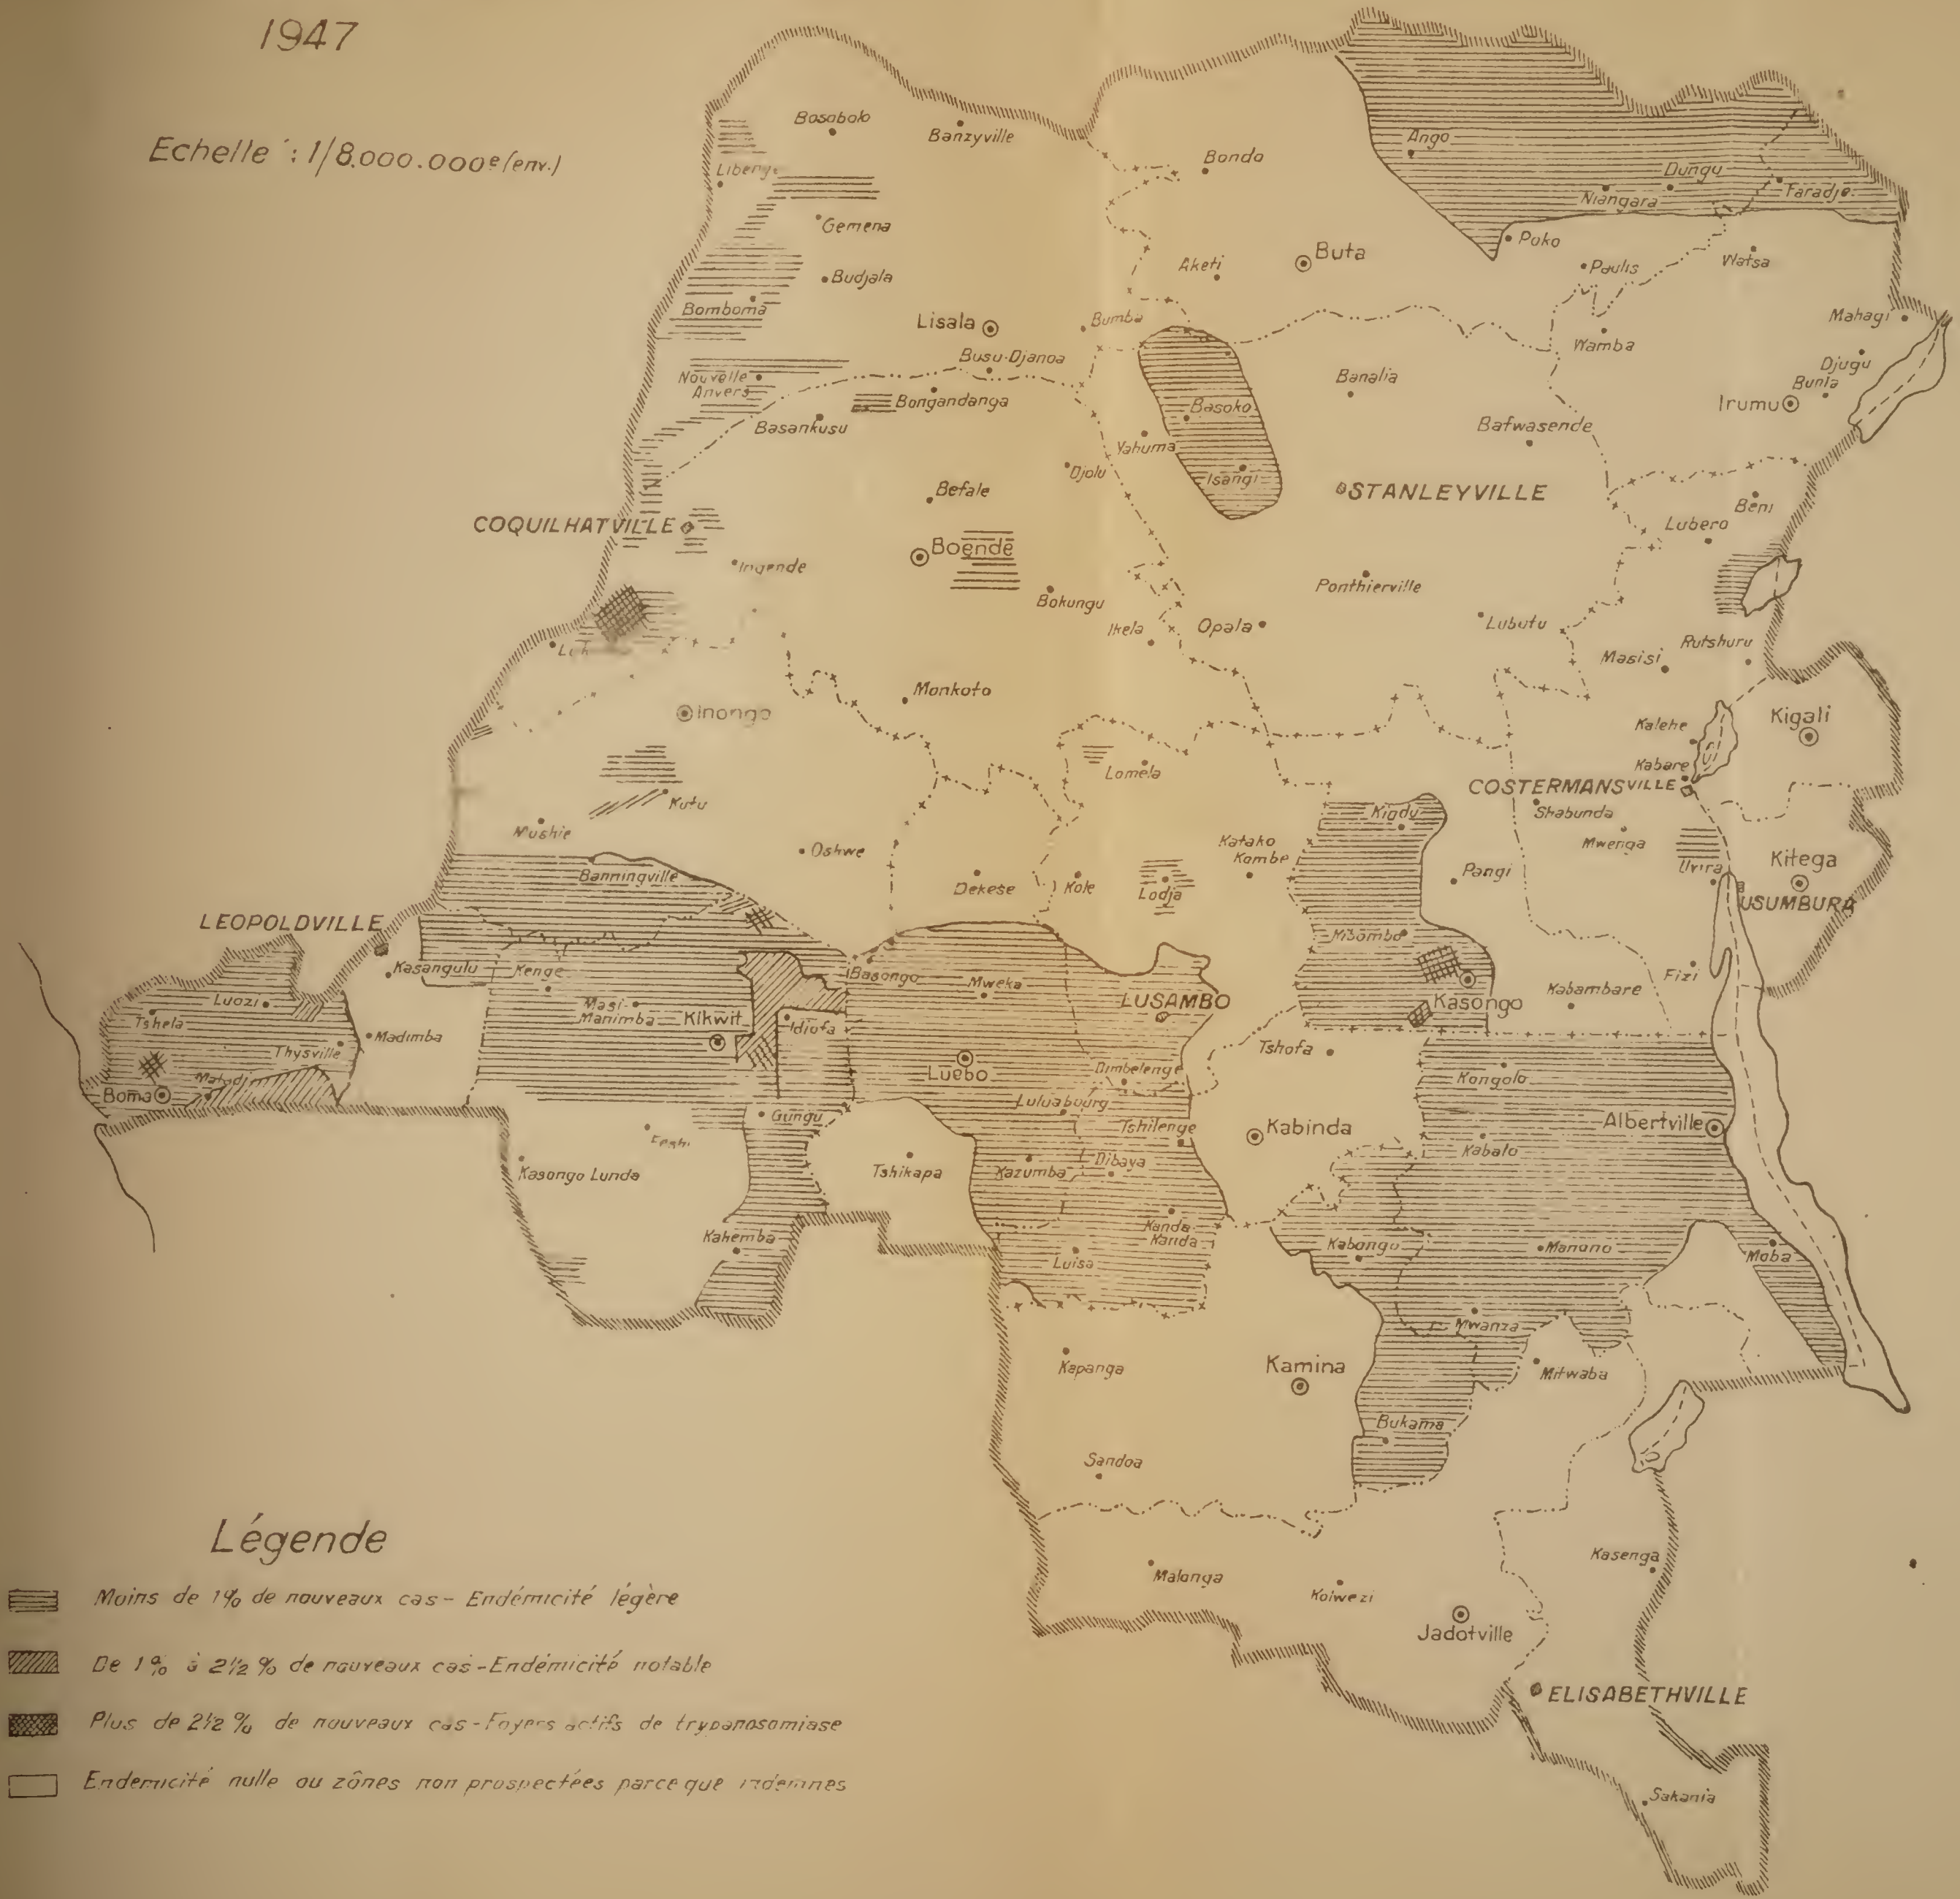 1947
Echelle : 1/8.000.000e (env.)
Bosobolo
Banzyville
Bondo
Ango
Dungu
Niangara
Faradje
Libenge
Gemena
Poko
Buta
Paulis
Watsa
Aketi
Budjala
Bomboma
Lisala
Bumba
Mahagi
Wamba
Busu-Djanoa
Djugu
Nouvelle
Anvers
Banalia
Bunia
Bongandanga
Irumu
Basoko
Basankusu
Bafwasende
Yahuma
Djolu
Isangi
Befale
STANLEYVILLE
Beni
COQUILHATVILLE
Lubero
Boende
Ingende
Ponthierville
Bokungu
Ikela
Opala
Lubutu
Rutshuru
Masisi
Monkoto
Inongo
Kigali
Kalehe
Kabare
Lomela
COSTERMANSVILLE
Kutu
Shabunda
Mushie
Mwenga
Katako
Kombe
Oshwe
Uvira
Kitega
Pangi
Banningville
Dekese
Kole
Lodja
USUMBURA
LEOPOLDVILLE
Kibombo
Kasangulu
Kenge
Basongo
Mweka
Fizi
Luozi
LUSAMBO
Kasongo
Kabambare
Masi-
Manimba
Kikwit
Idiofa
Tshela
Madimba
Thysville
Tshofa
Luebo
Dimbelenge
Kongolo
Matadi
Boma
Luluabourg
Gungu
Tshilenge
Kabinda
Albertville
Kabalo
Kasongo Lunda
Tshikapa
Kazumba
Dibaya
Kanda-
Kanda
Kahemba
Kabongo
Manono
Moba
Luisa
Mwanza
Kapanga
Kamina
Mitwaba
Bukama
Sandoa
Kasenga
Malonga
Kolwezi
Jadotville
ELISABETHVILLE
Sakania
Légende
Moins de 1% de nouveaux cas - Endémicité légère
De 1% à 2 1/2 % de nouveaux cas - Endémicité notable
Plus de 2 1/2 % de nouveaux cas - Foyers actifs de trypanosomiase
Endemicité nulle ou zônes non prospectées parce que indemnes